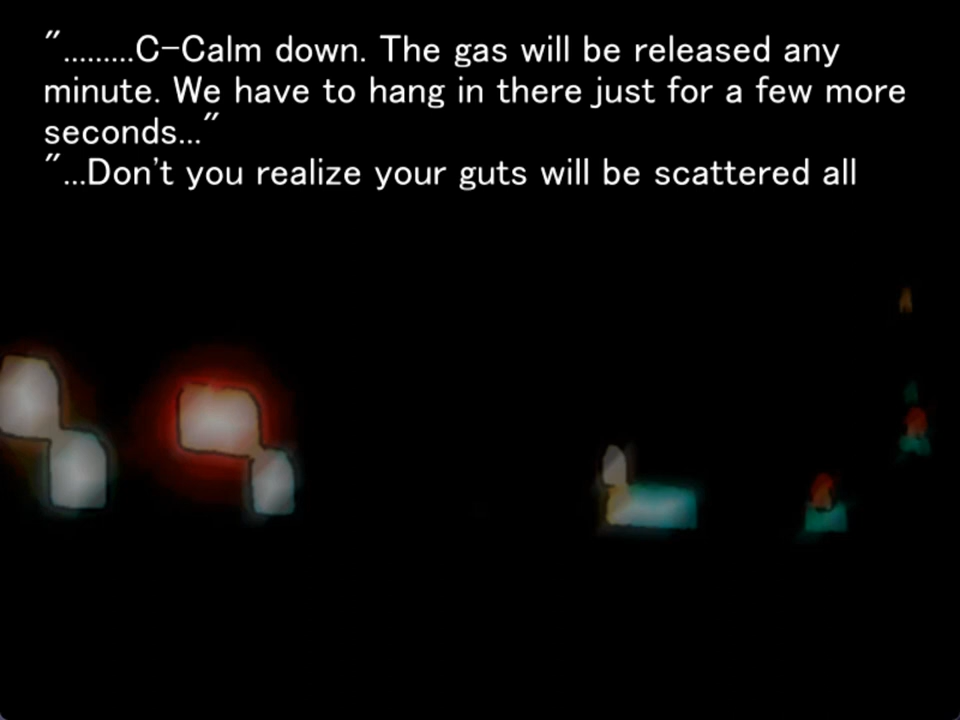 ".........C-Calm down. The gas will be released any
minute. We have to hang in there just for a few more
seconds..."
"...Don't you realize your guts will be scattered all